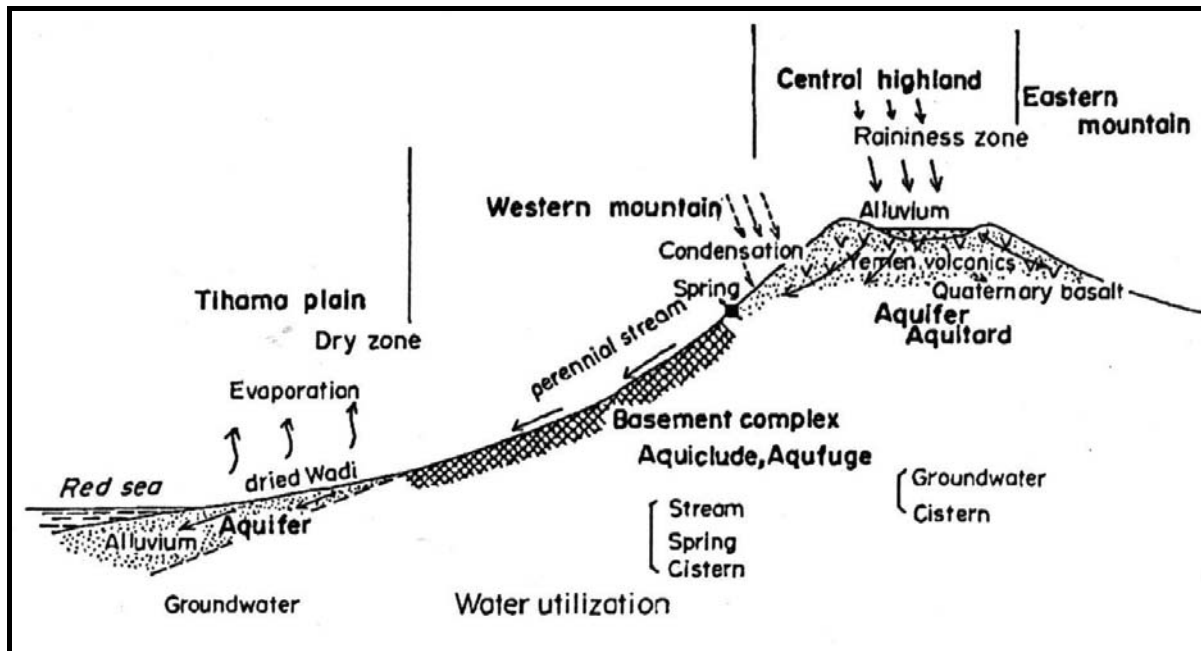 Central highland
Raininess zone
Eastern
mountain
Alluvium
Western mountain
Condensation
Yemen volcanics
Spring
Quaternary basalt
Aquifer
Aquitard
Tihama plain
Dry zone
perennial stream
Evaporation
Basement complex
Aquiclude,Aqufuge
dried Wadi
Red sea
Aquifer
Alluvium
Groundwater
Cistern
Stream
Spring
Cistern
Groundwater
Water utilization